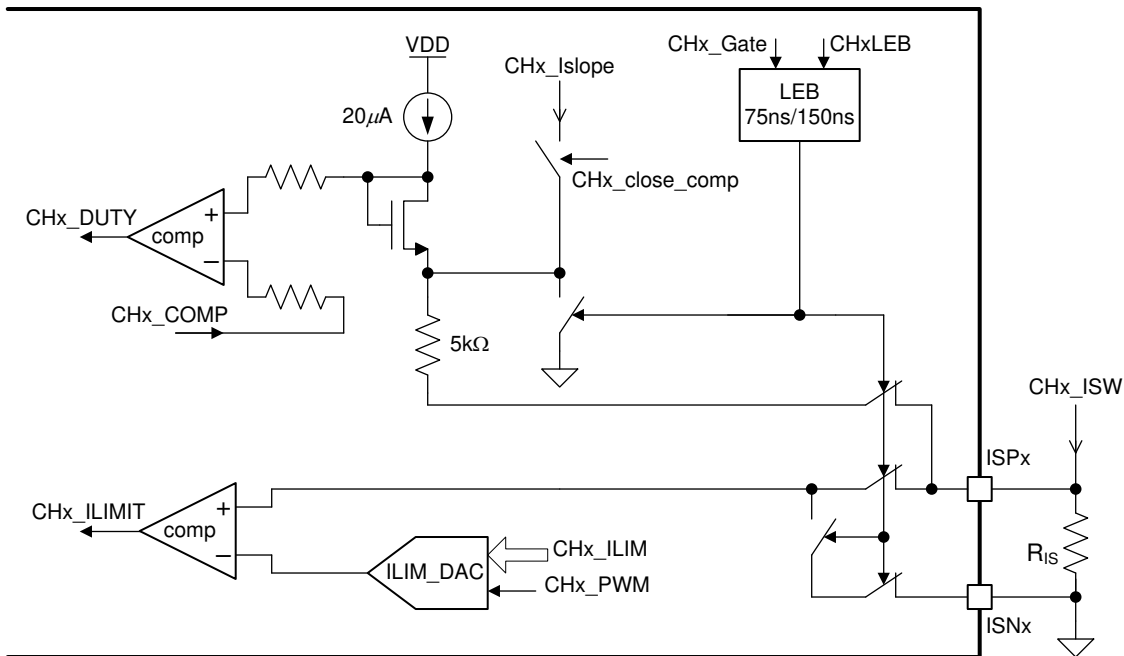 CHx_Gate
CHxLEB
VDD
CHx_Islope
LEB
75ns/150ns
20µA
CHx_close_comp
CHx_DUTY
+
comp
−
CHx_COMP
5kΩ
CHx_ISW
ISPx
CHx_ILIMIT
+
comp
−
CHx_ILIM
ILIM_DAC
CHx_PWM
RIS
ISNx